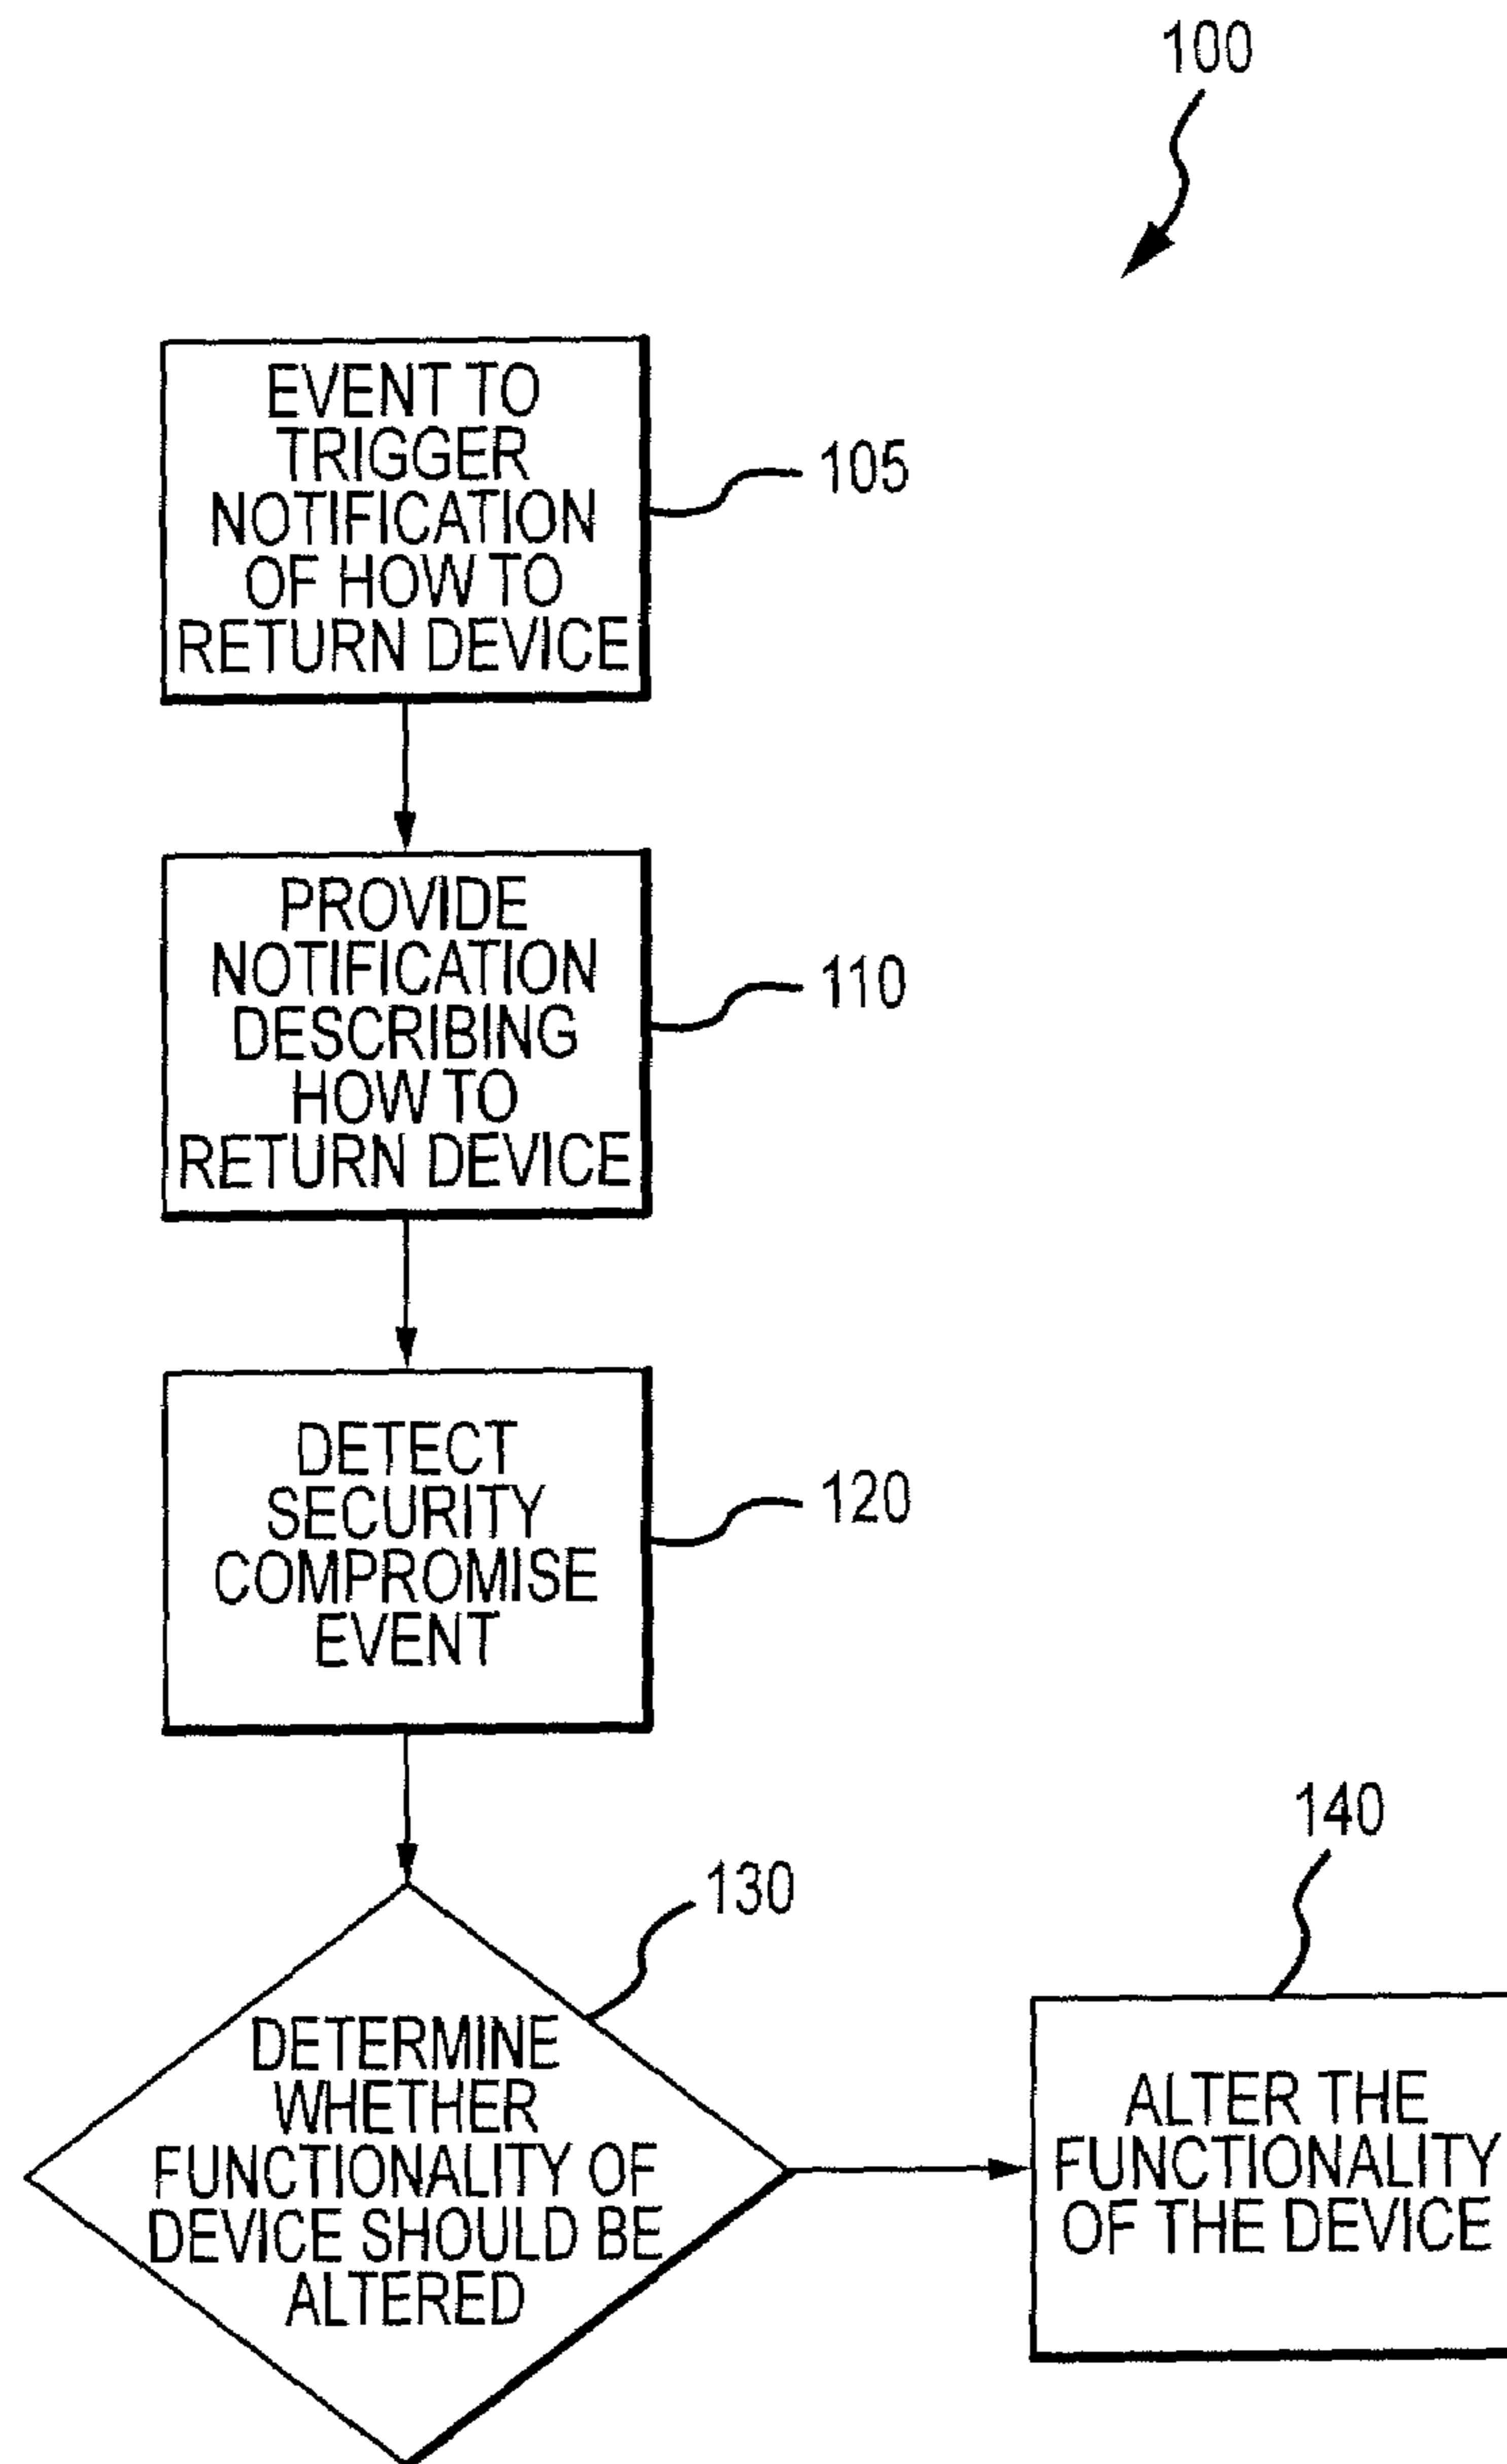 100
EVENT TO
TRIGGER
NOTIFICATION
OF HOW TO
RETURN DEVICE
105
PROVIDE
NOTIFICATION
DESCRIBING
HOW TO
RETURN DEVICE
110
DETECT
SECURITY
COMPROMISE
EVENT
120
130
DETERMINE
WHETHER
FUNCTIONALITY OF
DEVICE SHOULD BE
ALTERED
140
ALTER THE
FUNCTIONALITY
OF THE DEVICE